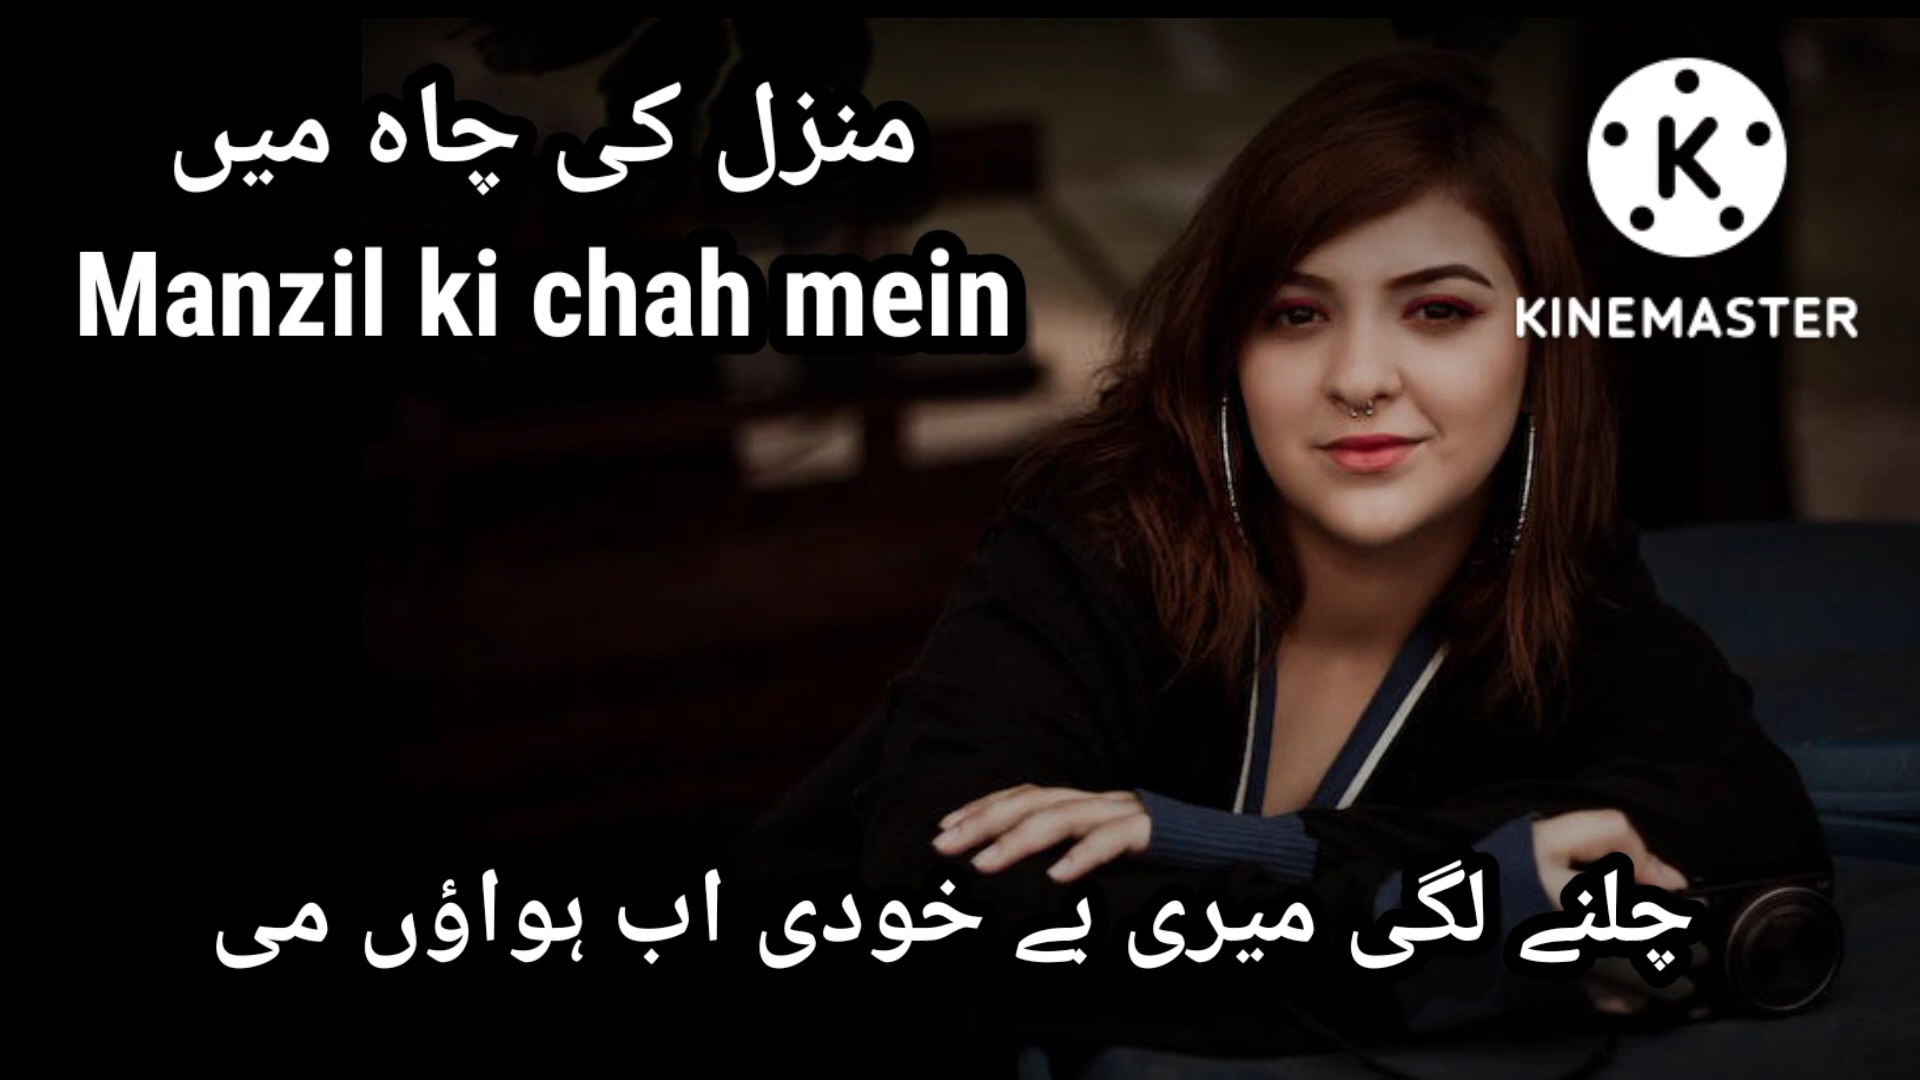 منزل کی چاہ میں
Manzil ki chah mein
K
KINEMASTER
چلنے لگی میری بے خودی اب ہواؤں می